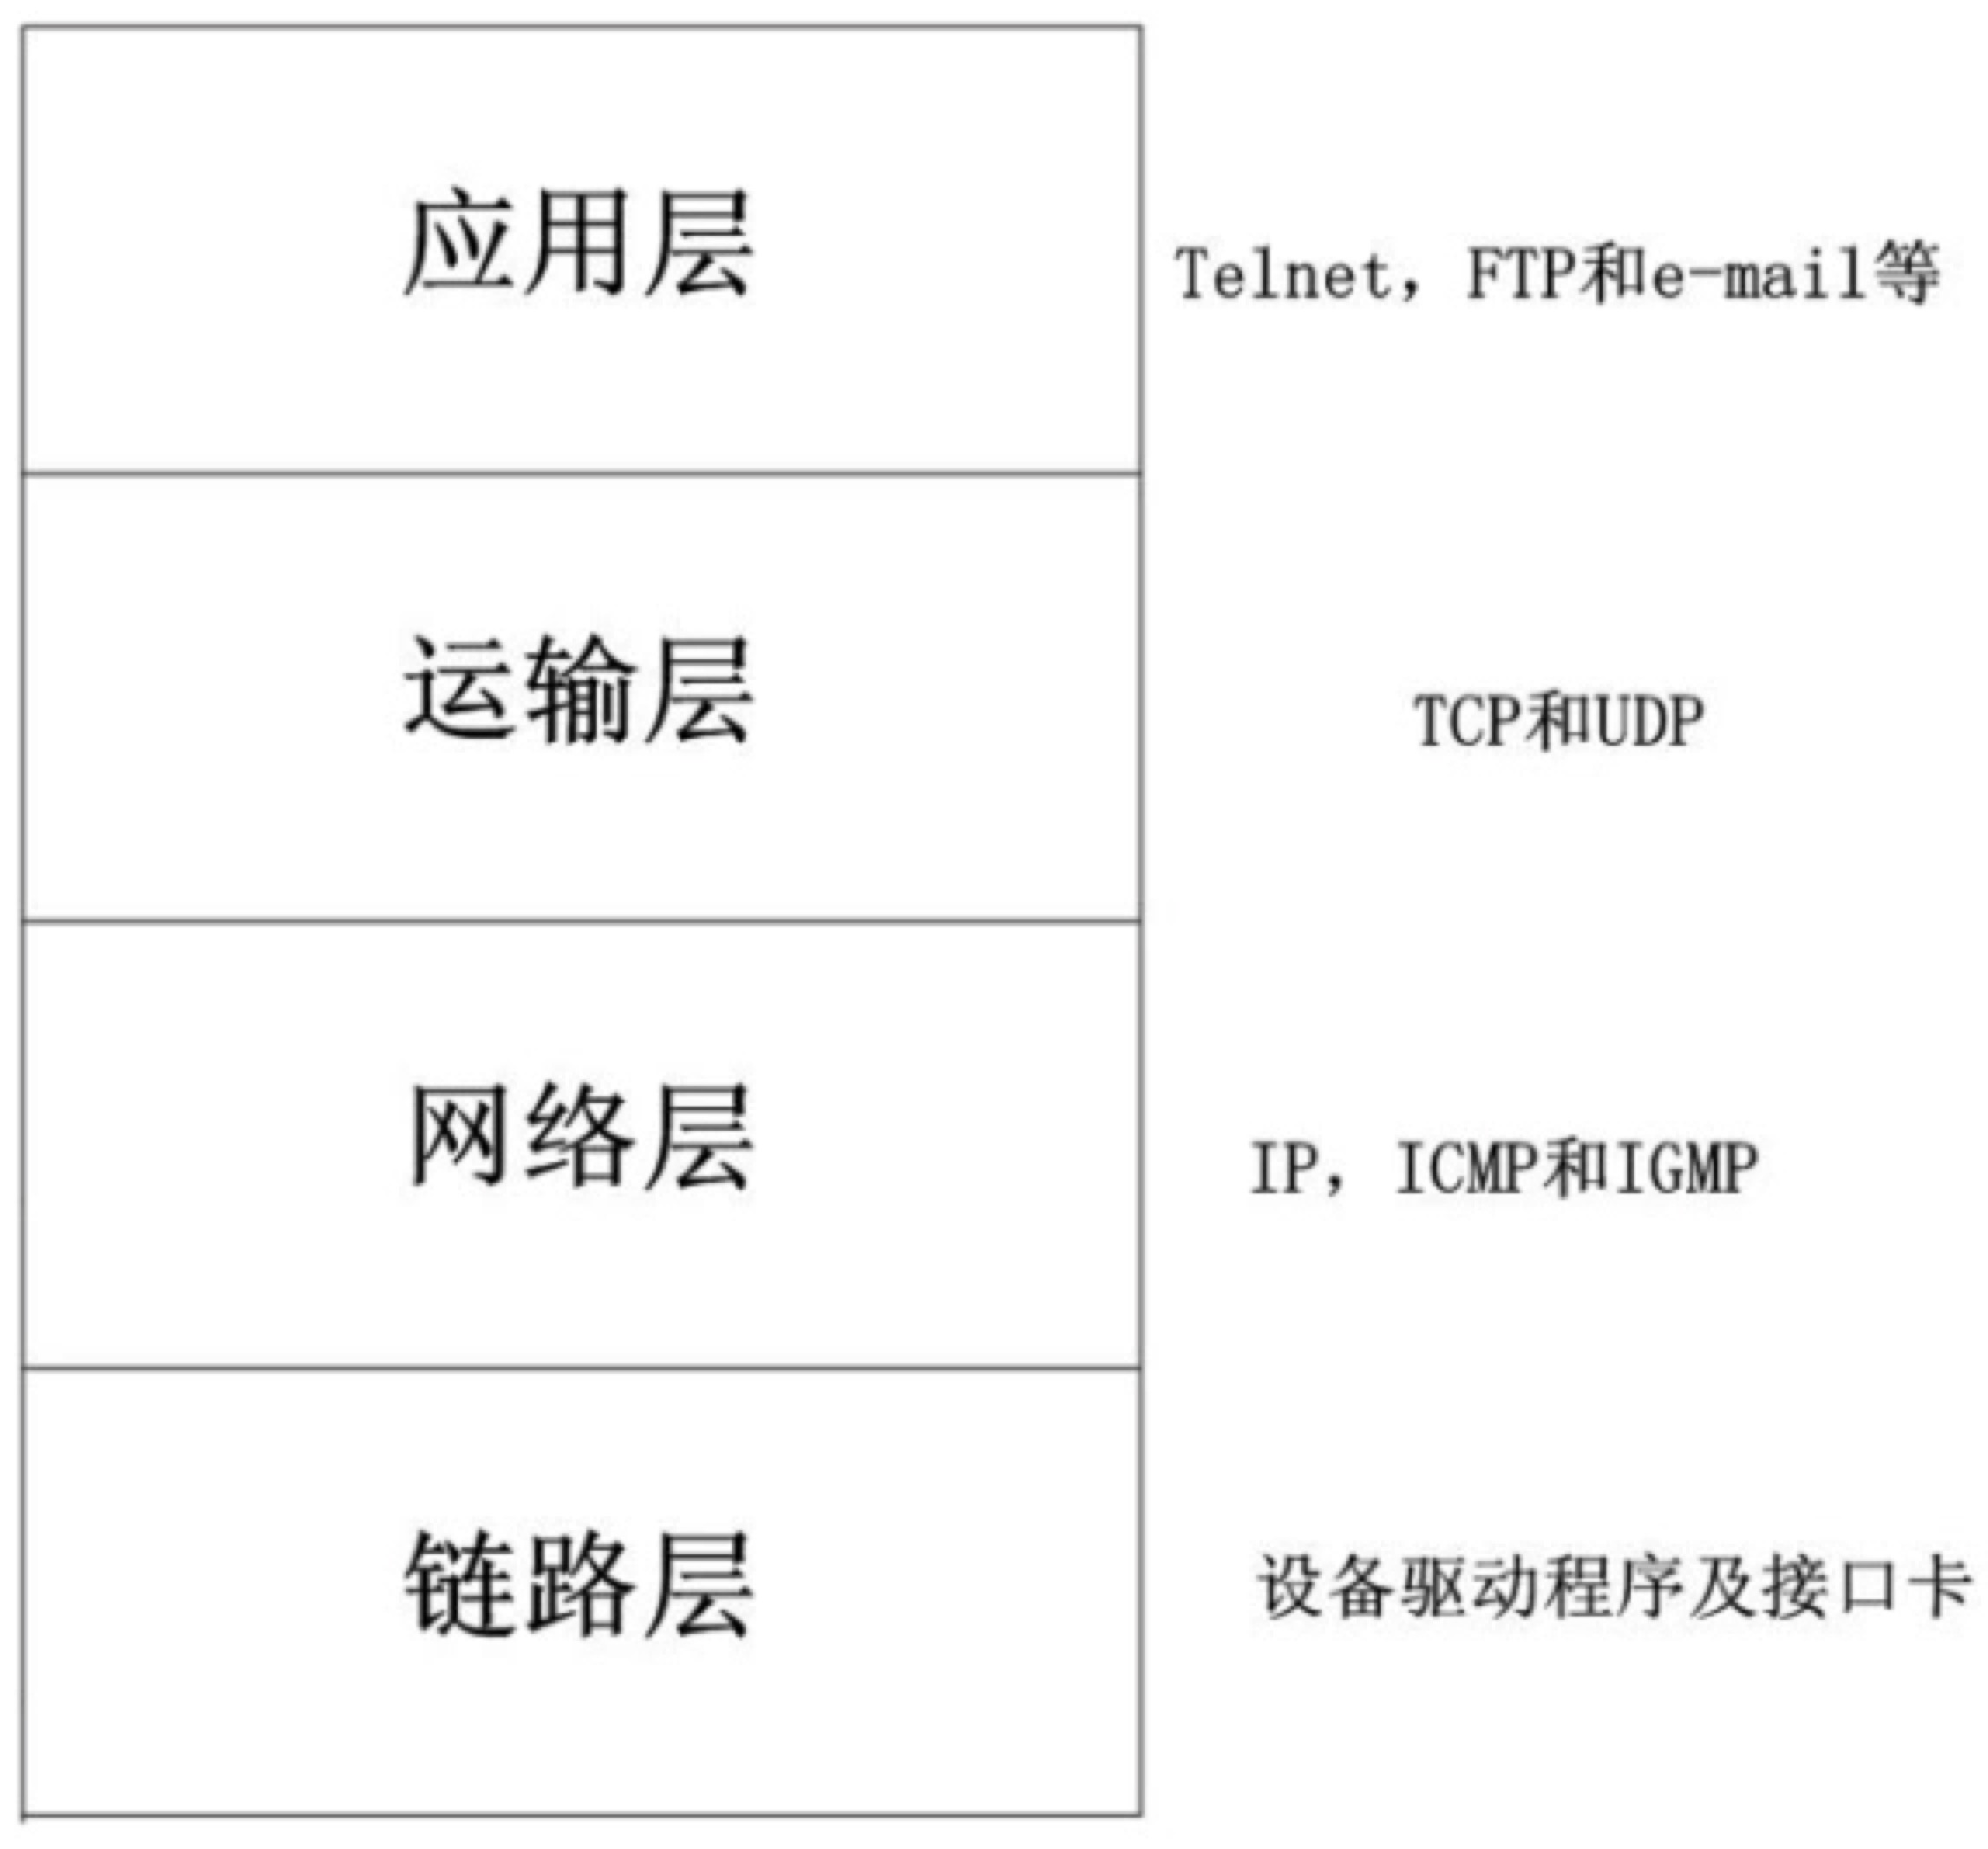 应用层
Telnet，FTP和e-mail等
运输层
TCP和UDP
网络层
IP，ICMP和IGMP
链路层
设备驱动程序及接口卡